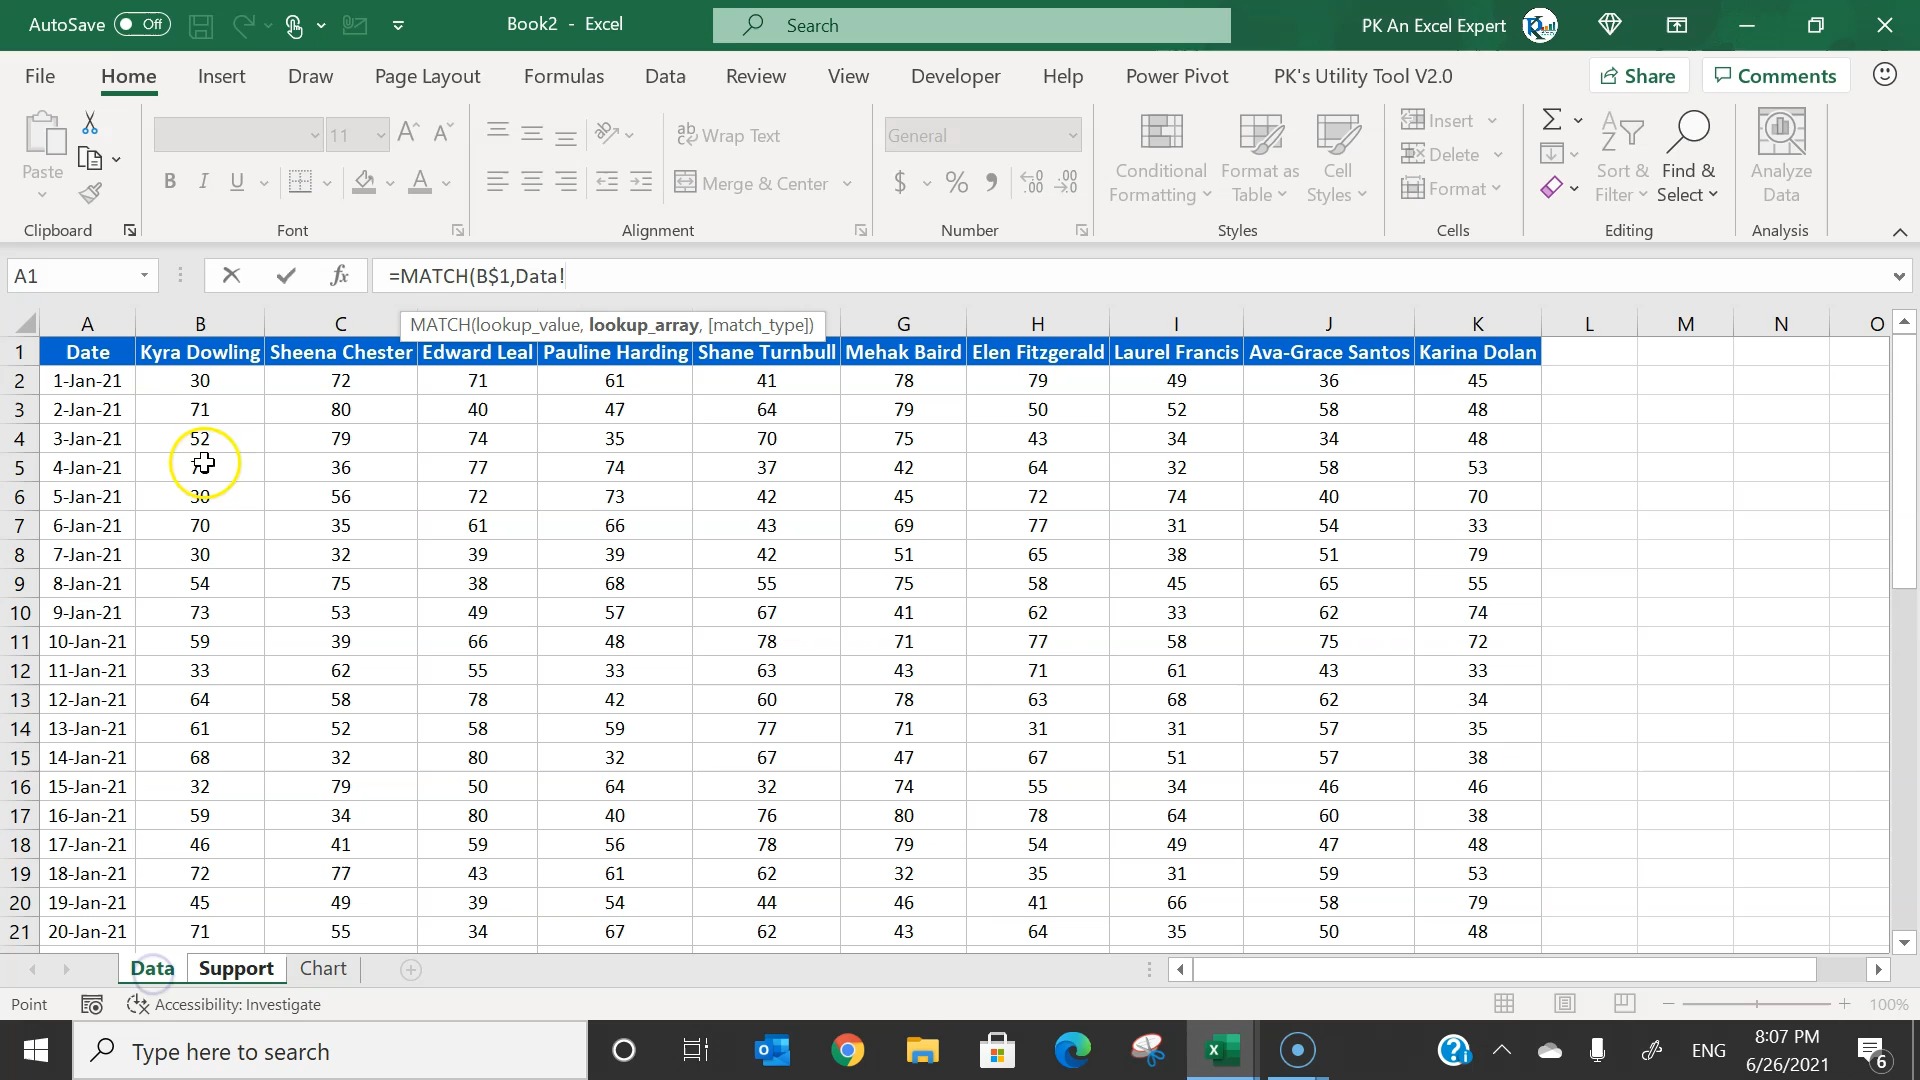 AutoSave Off Book2 - Excel Search PK An Excel Expert
File Home Insert Draw Page Layout Formulas Data Review View Developer Help Power Pivot PK's Utility Tool V2.0 Share Comments
Paste 11 Wrap Text General Conditional Formatting Format as Table Cell Styles Insert Sort & Filter Find & Select Analyze Data
B I U Merge & Center $ % Delete
Format
Clipboard Font Alignment Number Styles Cells Editing Analysis
A1 fx =MATCH(B$1,Data!
MATCH(lookup_value, lookup_array, [match_type])
A B C G H I J K L M N O
1 Date Kyra Dowling Sheena Chester Edward Leal Pauline Harding Shane Turnbull Mehak Baird Elen Fitzgerald Laurel Francis Ava-Grace Santos Karina Dolan
2 1-Jan-21 30 72 71 61 41 78 79 49 36 45
3 2-Jan-21 71 80 40 47 64 79 50 52 58 48
4 3-Jan-21 52 79 74 35 70 75 43 34 34 48
5 4-Jan-21 36 77 74 37 42 64 32 58 53
6 5-Jan-21 30 56 72 73 42 45 72 74 40 70
7 6-Jan-21 70 35 61 66 43 69 77 31 54 33
8 7-Jan-21 30 32 39 39 42 51 65 38 51 79
9 8-Jan-21 54 75 38 68 55 75 58 45 65 55
10 9-Jan-21 73 53 49 57 67 41 62 33 62 74
11 10-Jan-21 59 39 66 48 78 71 77 58 75 72
12 11-Jan-21 33 62 55 33 63 43 71 61 43 33
13 12-Jan-21 64 58 78 42 60 78 63 68 62 34
14 13-Jan-21 61 52 58 59 77 71 31 31 57 35
15 14-Jan-21 68 32 80 32 67 47 67 51 57 38
16 15-Jan-21 32 79 50 64 32 74 55 34 46 46
17 16-Jan-21 59 34 80 40 76 80 78 64 60 38
18 17-Jan-21 46 41 59 56 78 79 54 49 47 48
19 18-Jan-21 72 77 43 61 62 32 35 31 59 53
20 19-Jan-21 45 49 39 54 44 46 41 66 58 79
21 20-Jan-21 71 55 34 67 62 43 64 35 50 48
Data Support Chart
Point Accessibility: Investigate 100%
Type here to search ENG 8:07 PM
6/26/2021 6